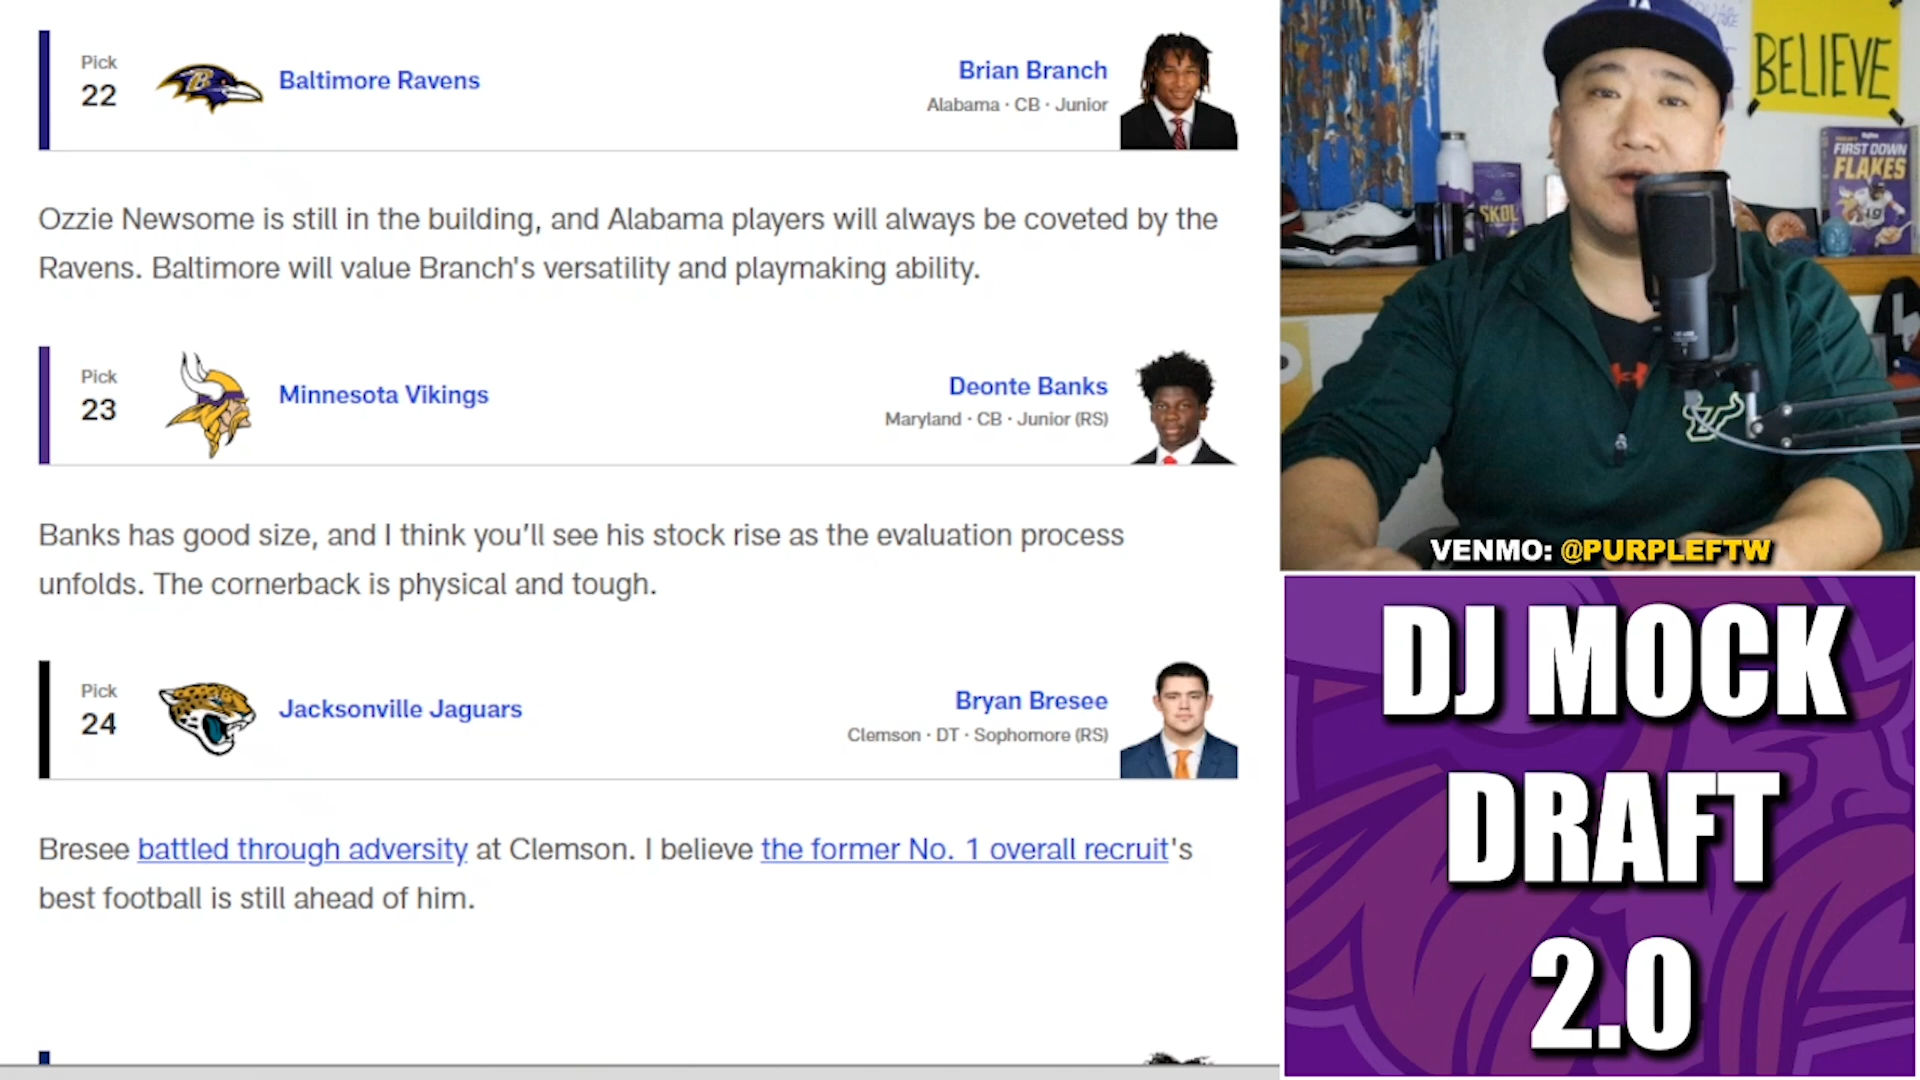 Pick
22
Baltimore Ravens
Brian Branch
Alabama · CB · Junior
Ozzie Newsome is still in the building, and Alabama players will always be coveted by the
Ravens. Baltimore will value Branch's versatility and playmaking ability.
Pick
23
Minnesota Vikings
Deonte Banks
Maryland · CB · Junior (RS)
Banks has good size, and I think you’ll see his stock rise as the evaluation process
unfolds. The cornerback is physical and tough.
Pick
24
Jacksonville Jaguars
Bryan Bresee
Clemson · DT · Sophomore (RS)
Bresee battled through adversity at Clemson. I believe the former No. 1 overall recruit's
best football is still ahead of him.
BELIEVE
FIRST DOWN
FLAKES
SKOL
VENMO: @PURPLEFTW
DJ MOCK
DRAFT
2.0